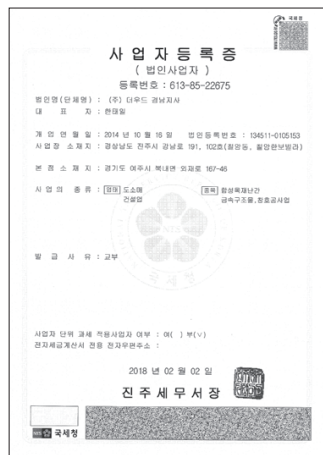 국세청
사업자등록증
( 법인사업자 )
등록번호 : 613-85-22675
법인명(단체명) : (주) 더우드 경남지사
대 표 자 : 한태일
개 업 연 월 일 : 2014 년 10 월 16 일 법인등록번호 : 134511-0105153
사업장 소재지 : 경상남도 진주시 강남로 191, 102호(칠암동, 칠암한보빌라)
본 점 소 재 지 : 경기도 여주시 북내면 외재로 167-46
사 업 의 종 류 : 업태 도소매 종목 합성목재난간
건설업 금속구조물,창호공사업
NTS
국세청
발 급 사 유 : 교부
사업자 단위 과세 적용사업자 여부 : 여( ) 부(∨)
전자세금계산서 전용 전자우편주소 :
2018 년 02 월 02 일
진주세무서장
국세청